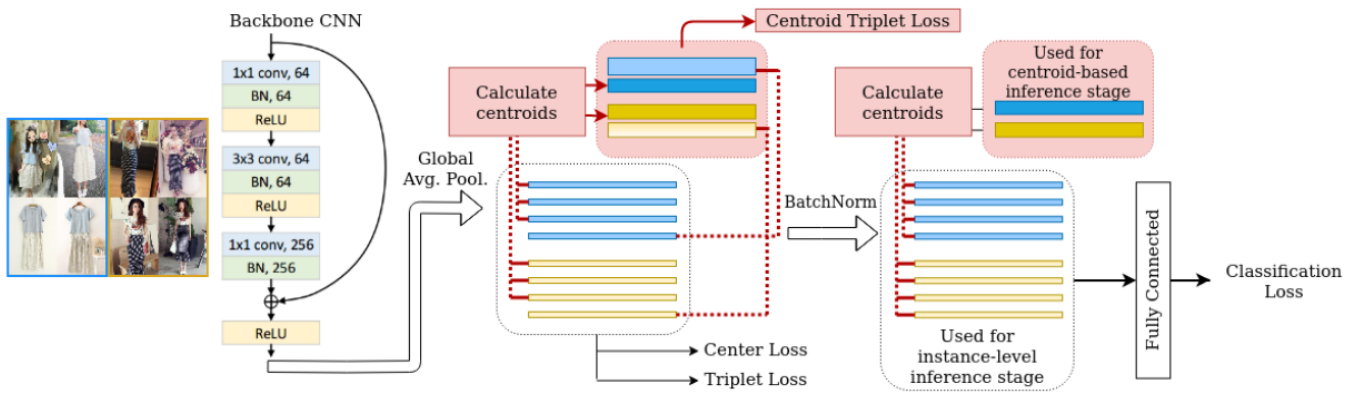 Backbone CNN
1x1 conv, 64
BN, 64
ReLU
3x3 conv, 64
BN, 64
ReLU
1x1 conv, 256
BN, 256
ReLU
Global
Avg. Pool.
Calculate
centroids
Centroid Triplet Loss
Center Loss
Triplet Loss
BatchNorm
Calculate
centroids
Used for
centroid-based
inference stage
Used for
instance-level
inference stage
Fully Connected
Classification
Loss